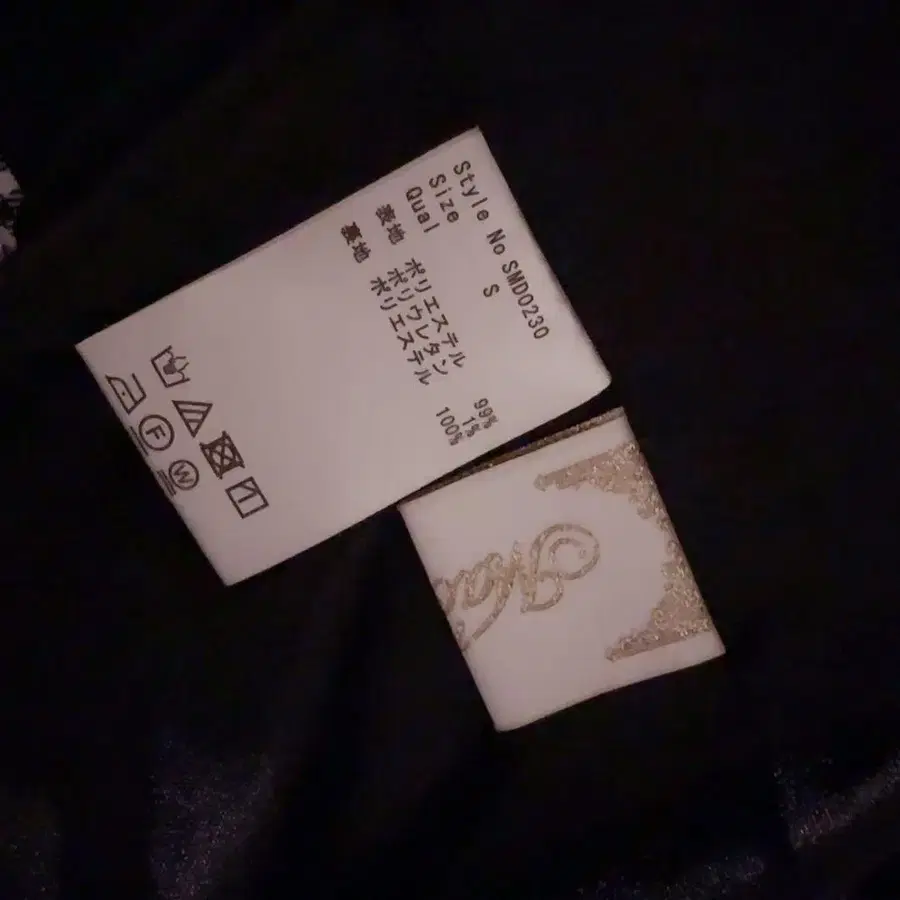 Style No SMD0230
Size S
Qual
表地 ポリエステル 99%
ポリウレタン 1%
裏地 ポリエステル 100%
F
W